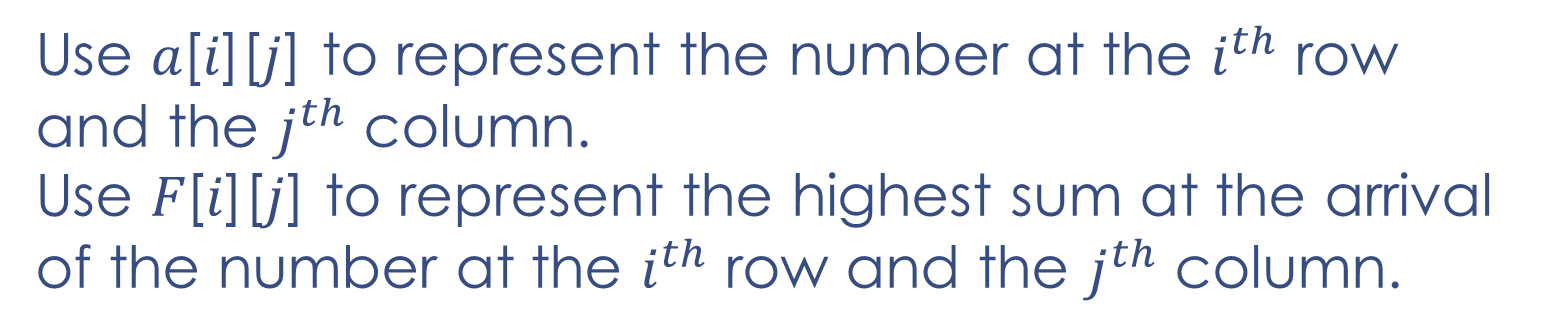 Use a[i][j] to represent the number at the i^{th} row
and the j^{th} column.
Use F[i][j] to represent the highest sum at the arrival
of the number at the i^{th} row and the j^{th} column.